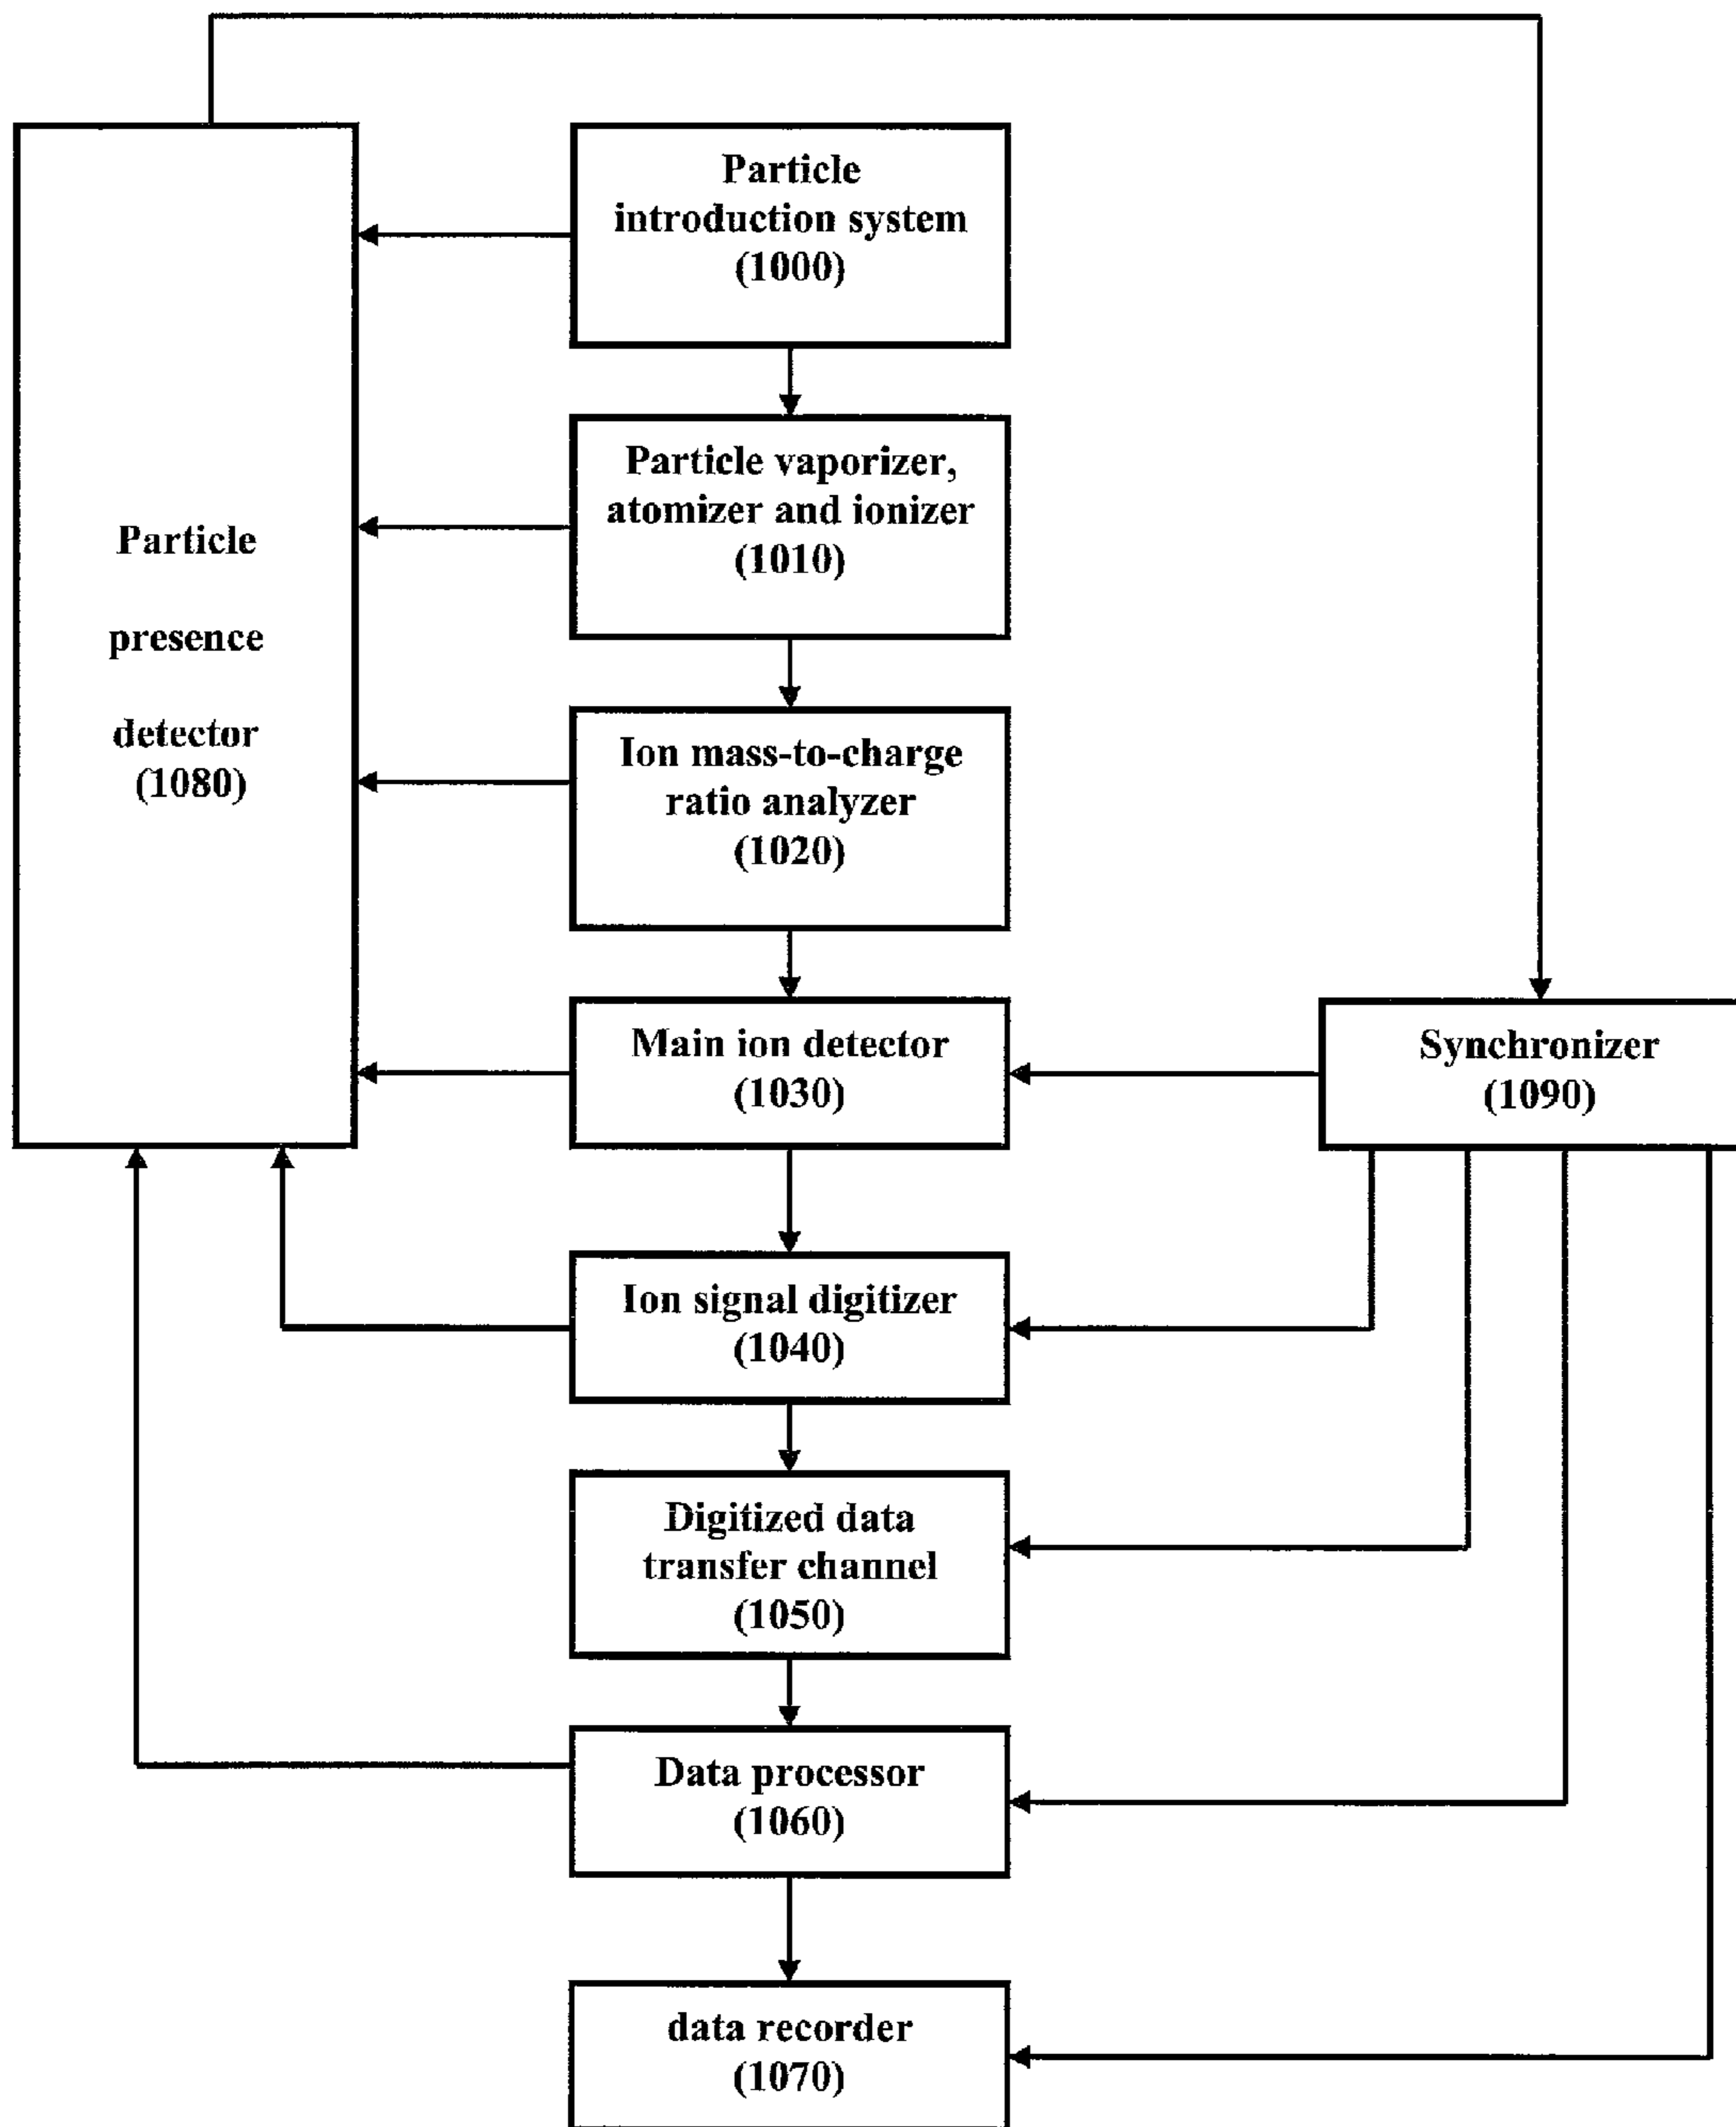 Particle
introduction system
(1000)
Particle vaporizer,
atomizer and ionizer
(1010)
Particle
presence
detector
(1080)
Ion mass-to-charge
ratio analyzer
(1020)
Main ion detector
(1030)
Synchronizer
(1090)
Ion signal digitizer
(1040)
Digitized data
transfer channel
(1050)
Data processor
(1060)
data recorder
(1070)